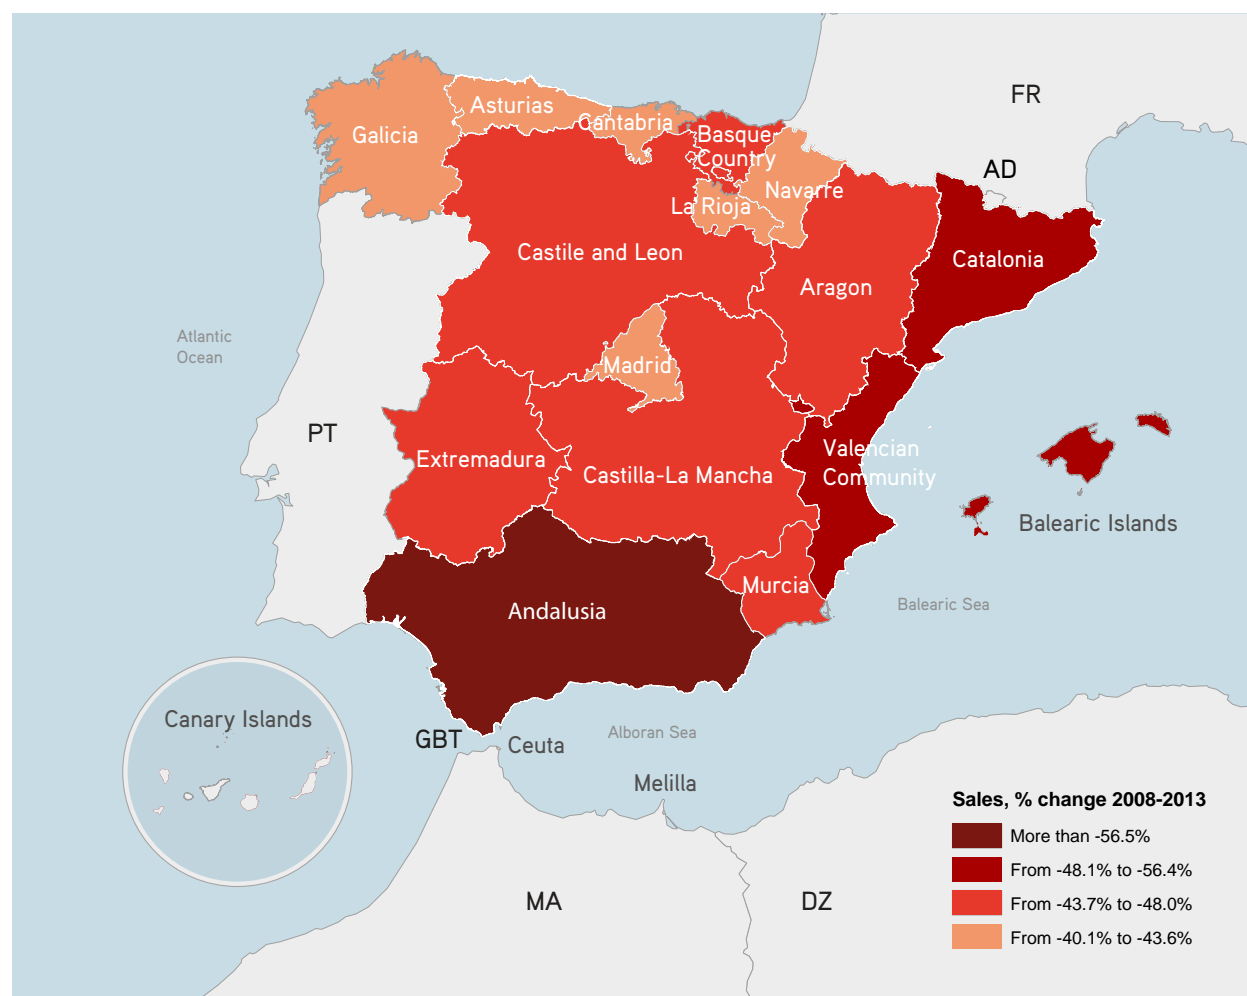 FR
Asturias
Cantabria
Galicia
Basque
Country
AD
Navarre
La Rioja
Castile and Leon
Catalonia
Aragon
Atlantic
Ocean
Madrid
PT
Valencian
Community
Extremadura
Castilla-La Mancha
Balearic Islands
Murcia
Balearic Sea
Andalusia
Canary Islands
GBT
Ceuta
Alboran Sea
Melilla
Sales, % change 2008-2013
More than -56.5%
From -48.1% to -56.4%
From -43.7% to -48.0%
From -40.1% to -43.6%
MA
DZ